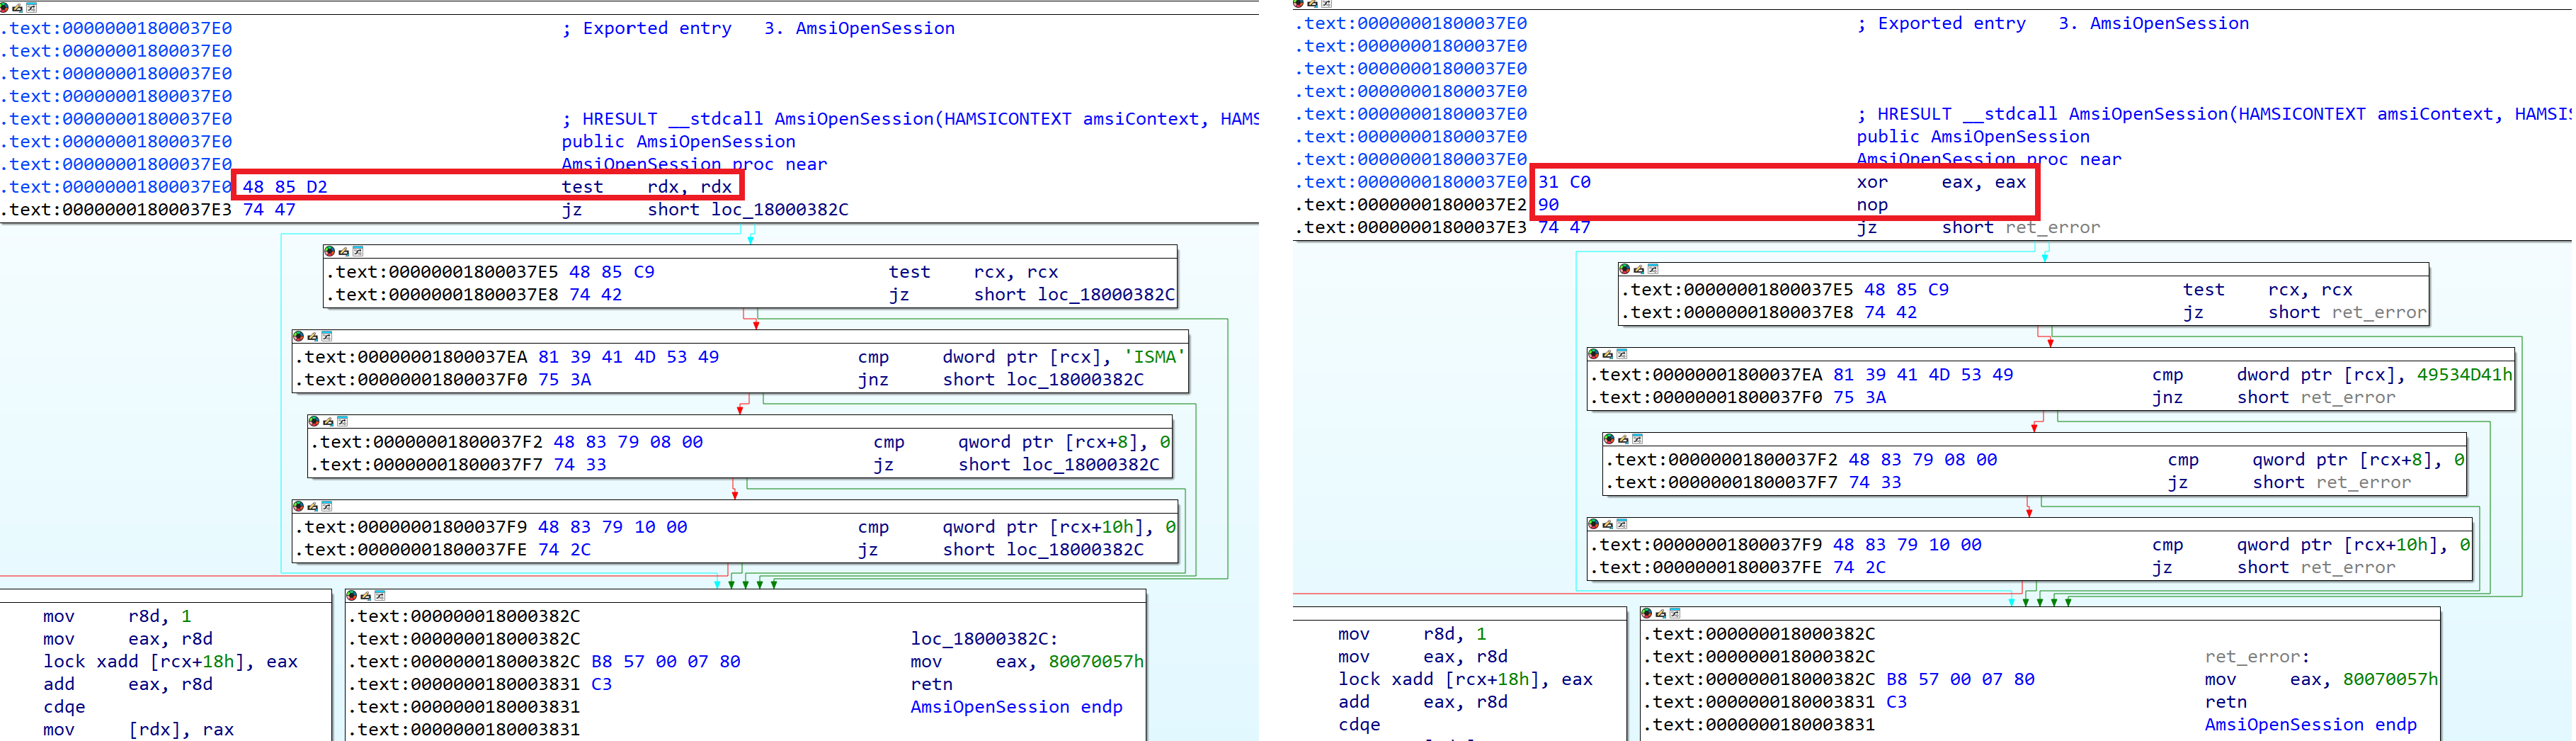 .text:00000001800037E0 ; Exported entry 3. AmsiOpenSession
.text:00000001800037E0
.text:00000001800037E0
.text:00000001800037E0
.text:00000001800037E0 ; HRESULT __stdcall AmsiOpenSession(HAMSICONTEXT amsiContext, HAMS
.text:00000001800037E0 public AmsiOpenSession
.text:00000001800037E0 AmsiOpenSession proc near
.text:00000001800037E0 48 85 D2 test rdx, rdx
.text:00000001800037E3 74 47 jz short loc_18000382C
.text:00000001800037E5 48 85 C9 test rcx, rcx
.text:00000001800037E8 74 42 jz short loc_18000382C
.text:00000001800037EA 81 39 41 4D 53 49 cmp dword ptr [rcx], 'ISMA'
.text:00000001800037F0 75 3A jnz short loc_18000382C
.text:00000001800037F2 48 83 79 08 00 cmp qword ptr [rcx+8], 0
.text:00000001800037F7 74 33 jz short loc_18000382C
.text:00000001800037F9 48 83 79 10 00 cmp qword ptr [rcx+10h], 0
.text:00000001800037FE 74 2C jz short loc_18000382C
mov r8d, 1
mov eax, r8d
lock xadd [rcx+18h], eax
add eax, r8d
cdqe
mov [rdx], rax
.text:000000018000382C
.text:000000018000382C loc_18000382C:
.text:000000018000382C B8 57 00 07 80 mov eax, 80070057h
.text:0000000180003831 C3 retn
.text:0000000180003831 AmsiOpenSession endp
.text:0000000180003831
.text:00000001800037E0 ; Exported entry 3. AmsiOpenSession
.text:00000001800037E0
.text:00000001800037E0
.text:00000001800037E0
.text:00000001800037E0 ; HRESULT __stdcall AmsiOpenSession(HAMSICONTEXT amsiContext, HAMSIS
.text:00000001800037E0 public AmsiOpenSession
.text:00000001800037E0 AmsiOpenSession proc near
.text:00000001800037E0 31 C0 xor eax, eax
.text:00000001800037E2 90 nop
.text:00000001800037E3 74 47 jz short ret_error
.text:00000001800037E5 48 85 C9 test rcx, rcx
.text:00000001800037E8 74 42 jz short ret_error
.text:00000001800037EA 81 39 41 4D 53 49 cmp dword ptr [rcx], 49534D41h
.text:00000001800037F0 75 3A jnz short ret_error
.text:00000001800037F2 48 83 79 08 00 cmp qword ptr [rcx+8], 0
.text:00000001800037F7 74 33 jz short ret_error
.text:00000001800037F9 48 83 79 10 00 cmp qword ptr [rcx+10h], 0
.text:00000001800037FE 74 2C jz short ret_error
mov r8d, 1
mov eax, r8d
lock xadd [rcx+18h], eax
add eax, r8d
cdqe
.text:000000018000382C
.text:000000018000382C ret_error:
.text:000000018000382C B8 57 00 07 80 mov eax, 80070057h
.text:0000000180003831 C3 retn
.text:0000000180003831 AmsiOpenSession endp